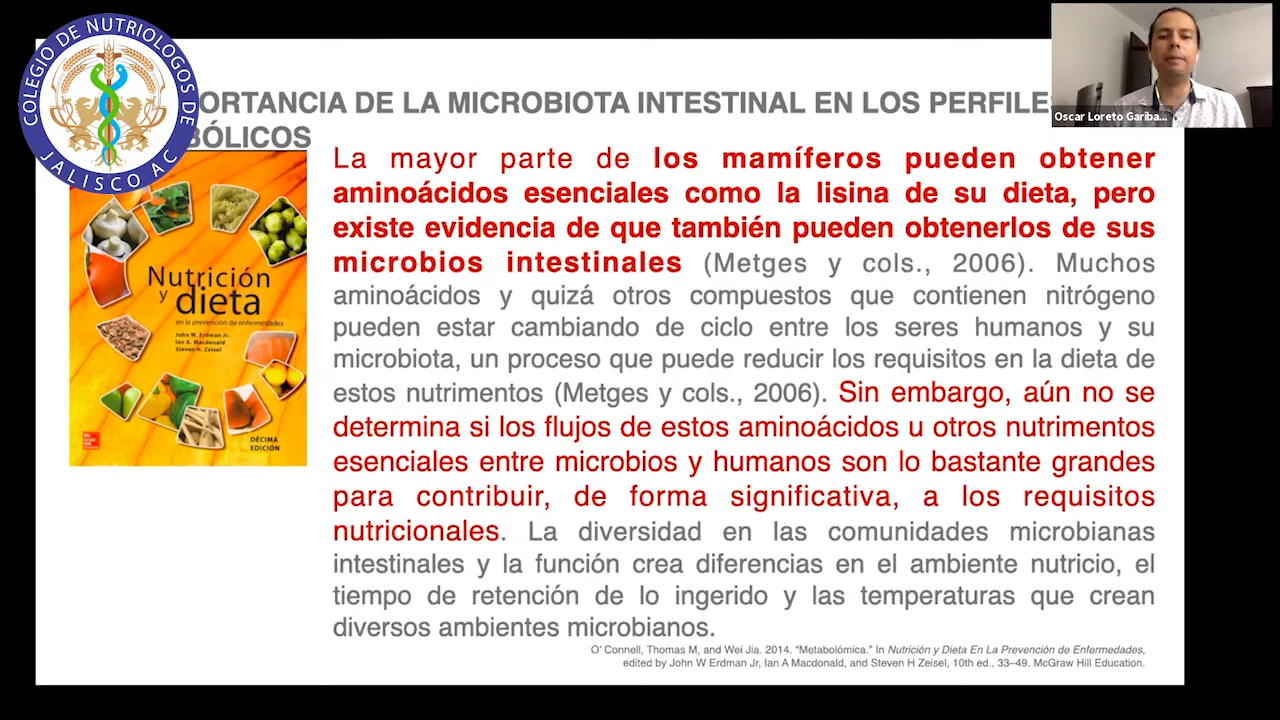 COLEGIO DE NUTRIOLOGOS DE
JALISCO AC
ORTANCIA DE LA MICROBIOTA INTESTINAL EN LOS PERFILE
BÓLICOS
Oscar Loreto Gariba...
La mayor parte de los mamíferos pueden obtener
aminoácidos esenciales como la lisina de su dieta, pero
existe evidencia de que también pueden obtenerlos de sus
microbios intestinales (Metges y cols., 2006). Muchos
aminoácidos y quizá otros compuestos que contienen nitrógeno
pueden estar cambiando de ciclo entre los seres humanos y su
microbiota, un proceso que puede reducir los requisitos en la dieta de
estos nutrimentos (Metges y cols., 2006). Sin embargo, aún no se
determina si los flujos de estos aminoácidos u otros nutrimentos
esenciales entre microbios y humanos son lo bastante grandes
para contribuir, de forma significativa, a los requisitos
nutricionales. La diversidad en las comunidades microbianas
intestinales y la función crea diferencias en el ambiente nutricio, el
tiempo de retención de lo ingerido y las temperaturas que crean
diversos ambientes microbianos.
Nutrición
y dieta
en la prevención de enfermedades
John W. Erdman Jr.
Ian A. Macdonald
Steven H. Zeisel
DÉCIMA
EDICIÓN
Mc
Graw
Hill
O' Connell, Thomas M, and Wei Jia. 2014. “Metabolómica.” In Nutrición y Dieta En La Prevención de Enfermedades,
edited by John W Erdman Jr, Ian A Macdonald, and Steven H Zeisel, 10th ed., 33–49. McGraw Hill Education.